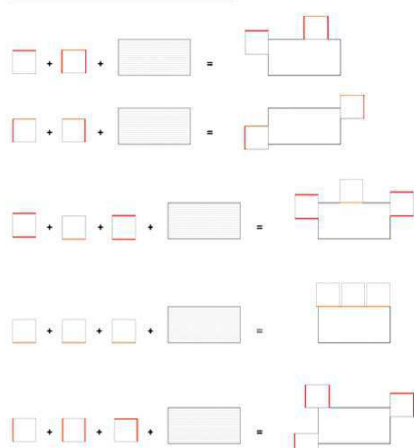 + + =
+ + =
+ + + =
+ + + =
+ + + =